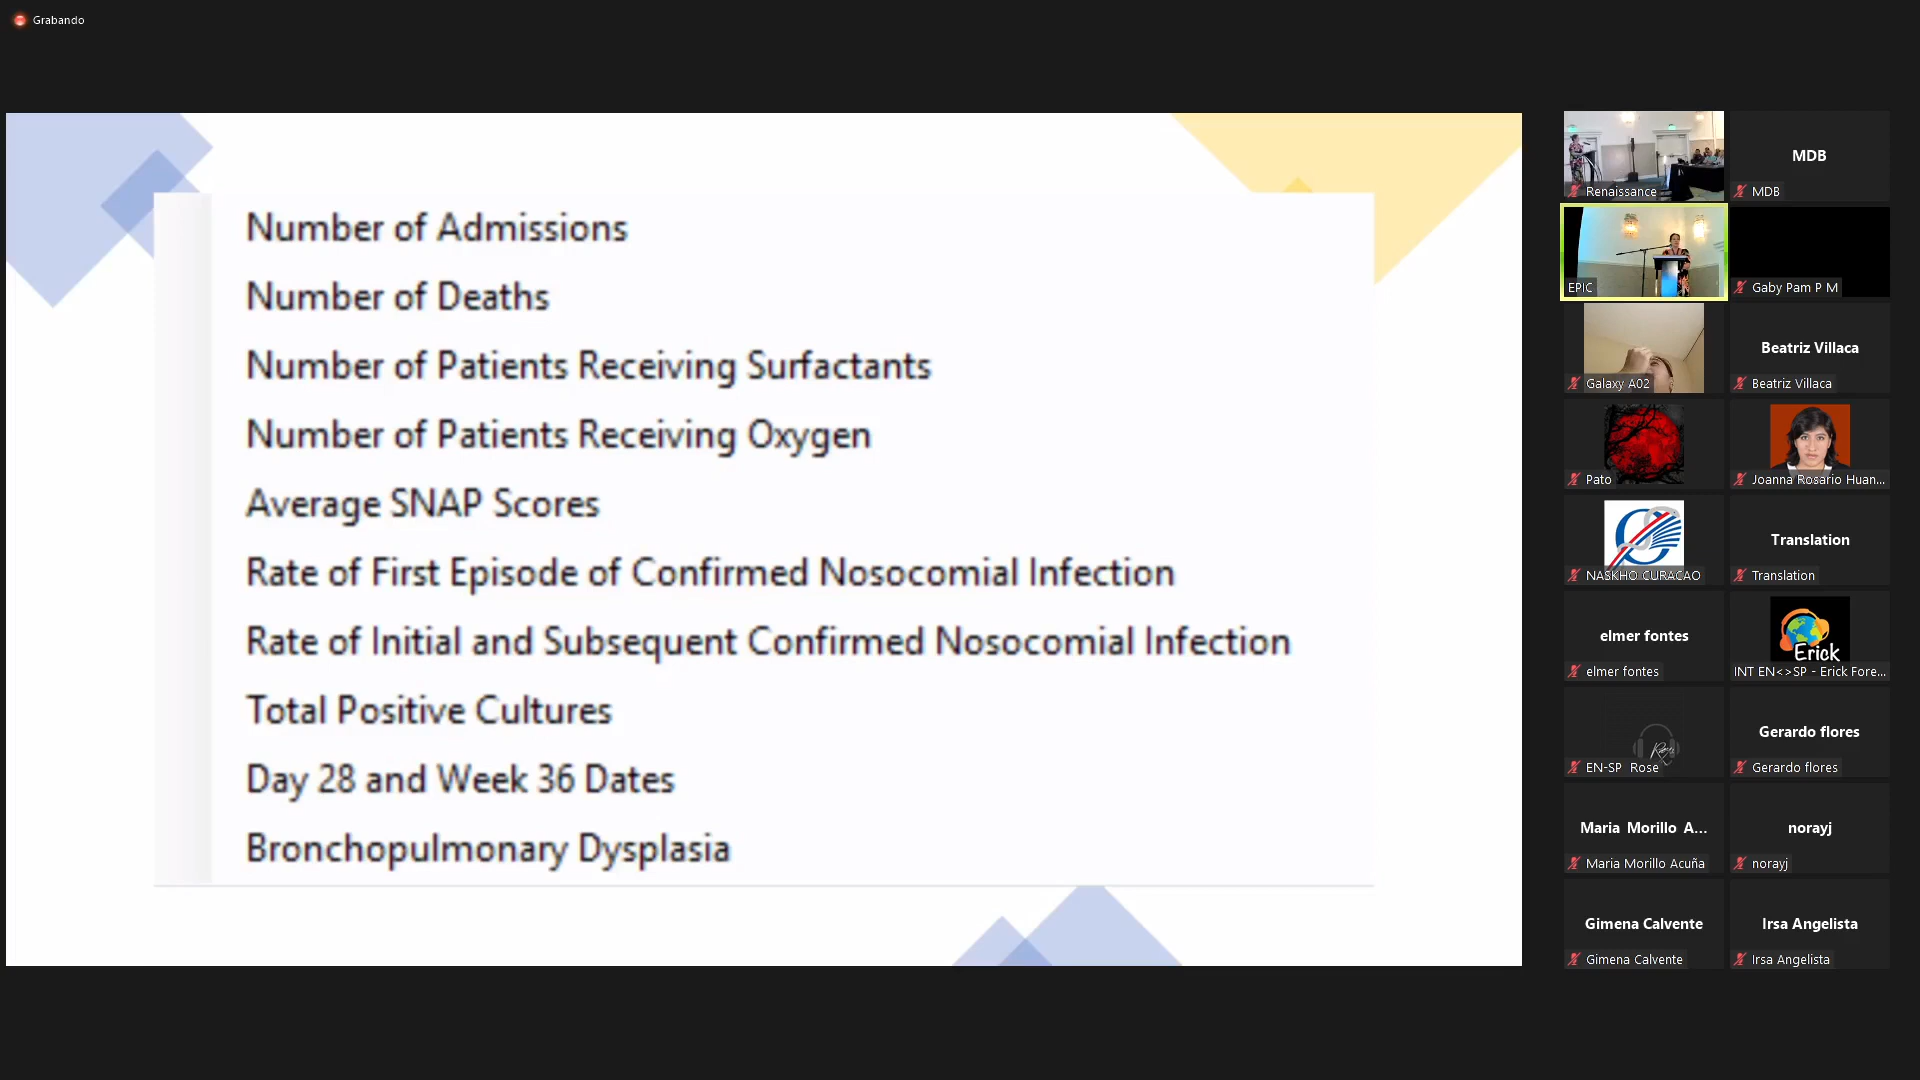 Grabando
Number of Admissions
Number of Deaths
Number of Patients Receiving Surfactants
Number of Patients Receiving Oxygen
Average SNAP Scores
Rate of First Episode of Confirmed Nosocomial Infection
Rate of Initial and Subsequent Confirmed Nosocomial Infection
Total Positive Cultures
Day 28 and Week 36 Dates
Bronchopulmonary Dysplasia
Renaissance
MDB
MDB
EPIC
Gaby Pam P M
Galaxy A02
Beatriz Villaca
Beatriz Villaca
Pato
Joanna Rosario Huan...
NASKHO CURACAO
Translation
Translation
elmer fontes
elmer fontes
Erick
INT EN<>SP - Erick Fore...
EN-SP Rose
Gerardo flores
Gerardo flores
Maria Morillo A...
Maria Morillo Acuña
norayj
norayj
Gimena Calvente
Gimena Calvente
Irsa Angelista
Irsa Angelista